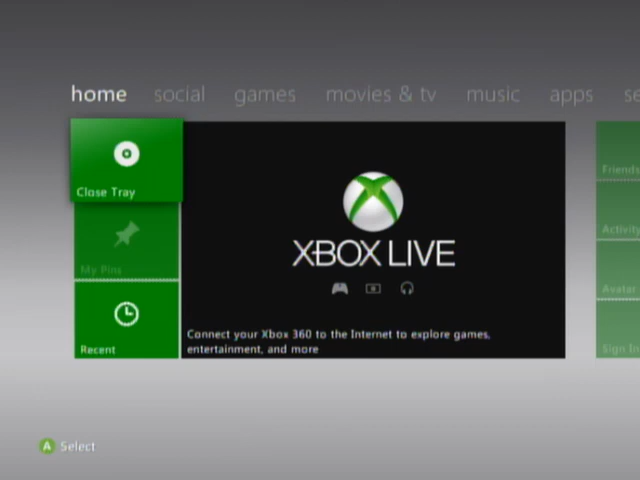 home social games movies & tv music apps se
Close Tray
My Pins
Recent
XBOX LIVE
Connect your Xbox 360 to the Internet to explore games,
entertainment, and more
Friends
Activity
Avatar
Sign In
A Select